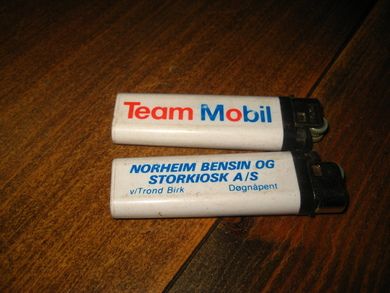 Team Mobil
NORHEIM BENSIN OG
STORKIOSK A/S
v/Trond Birk Døgnåpent